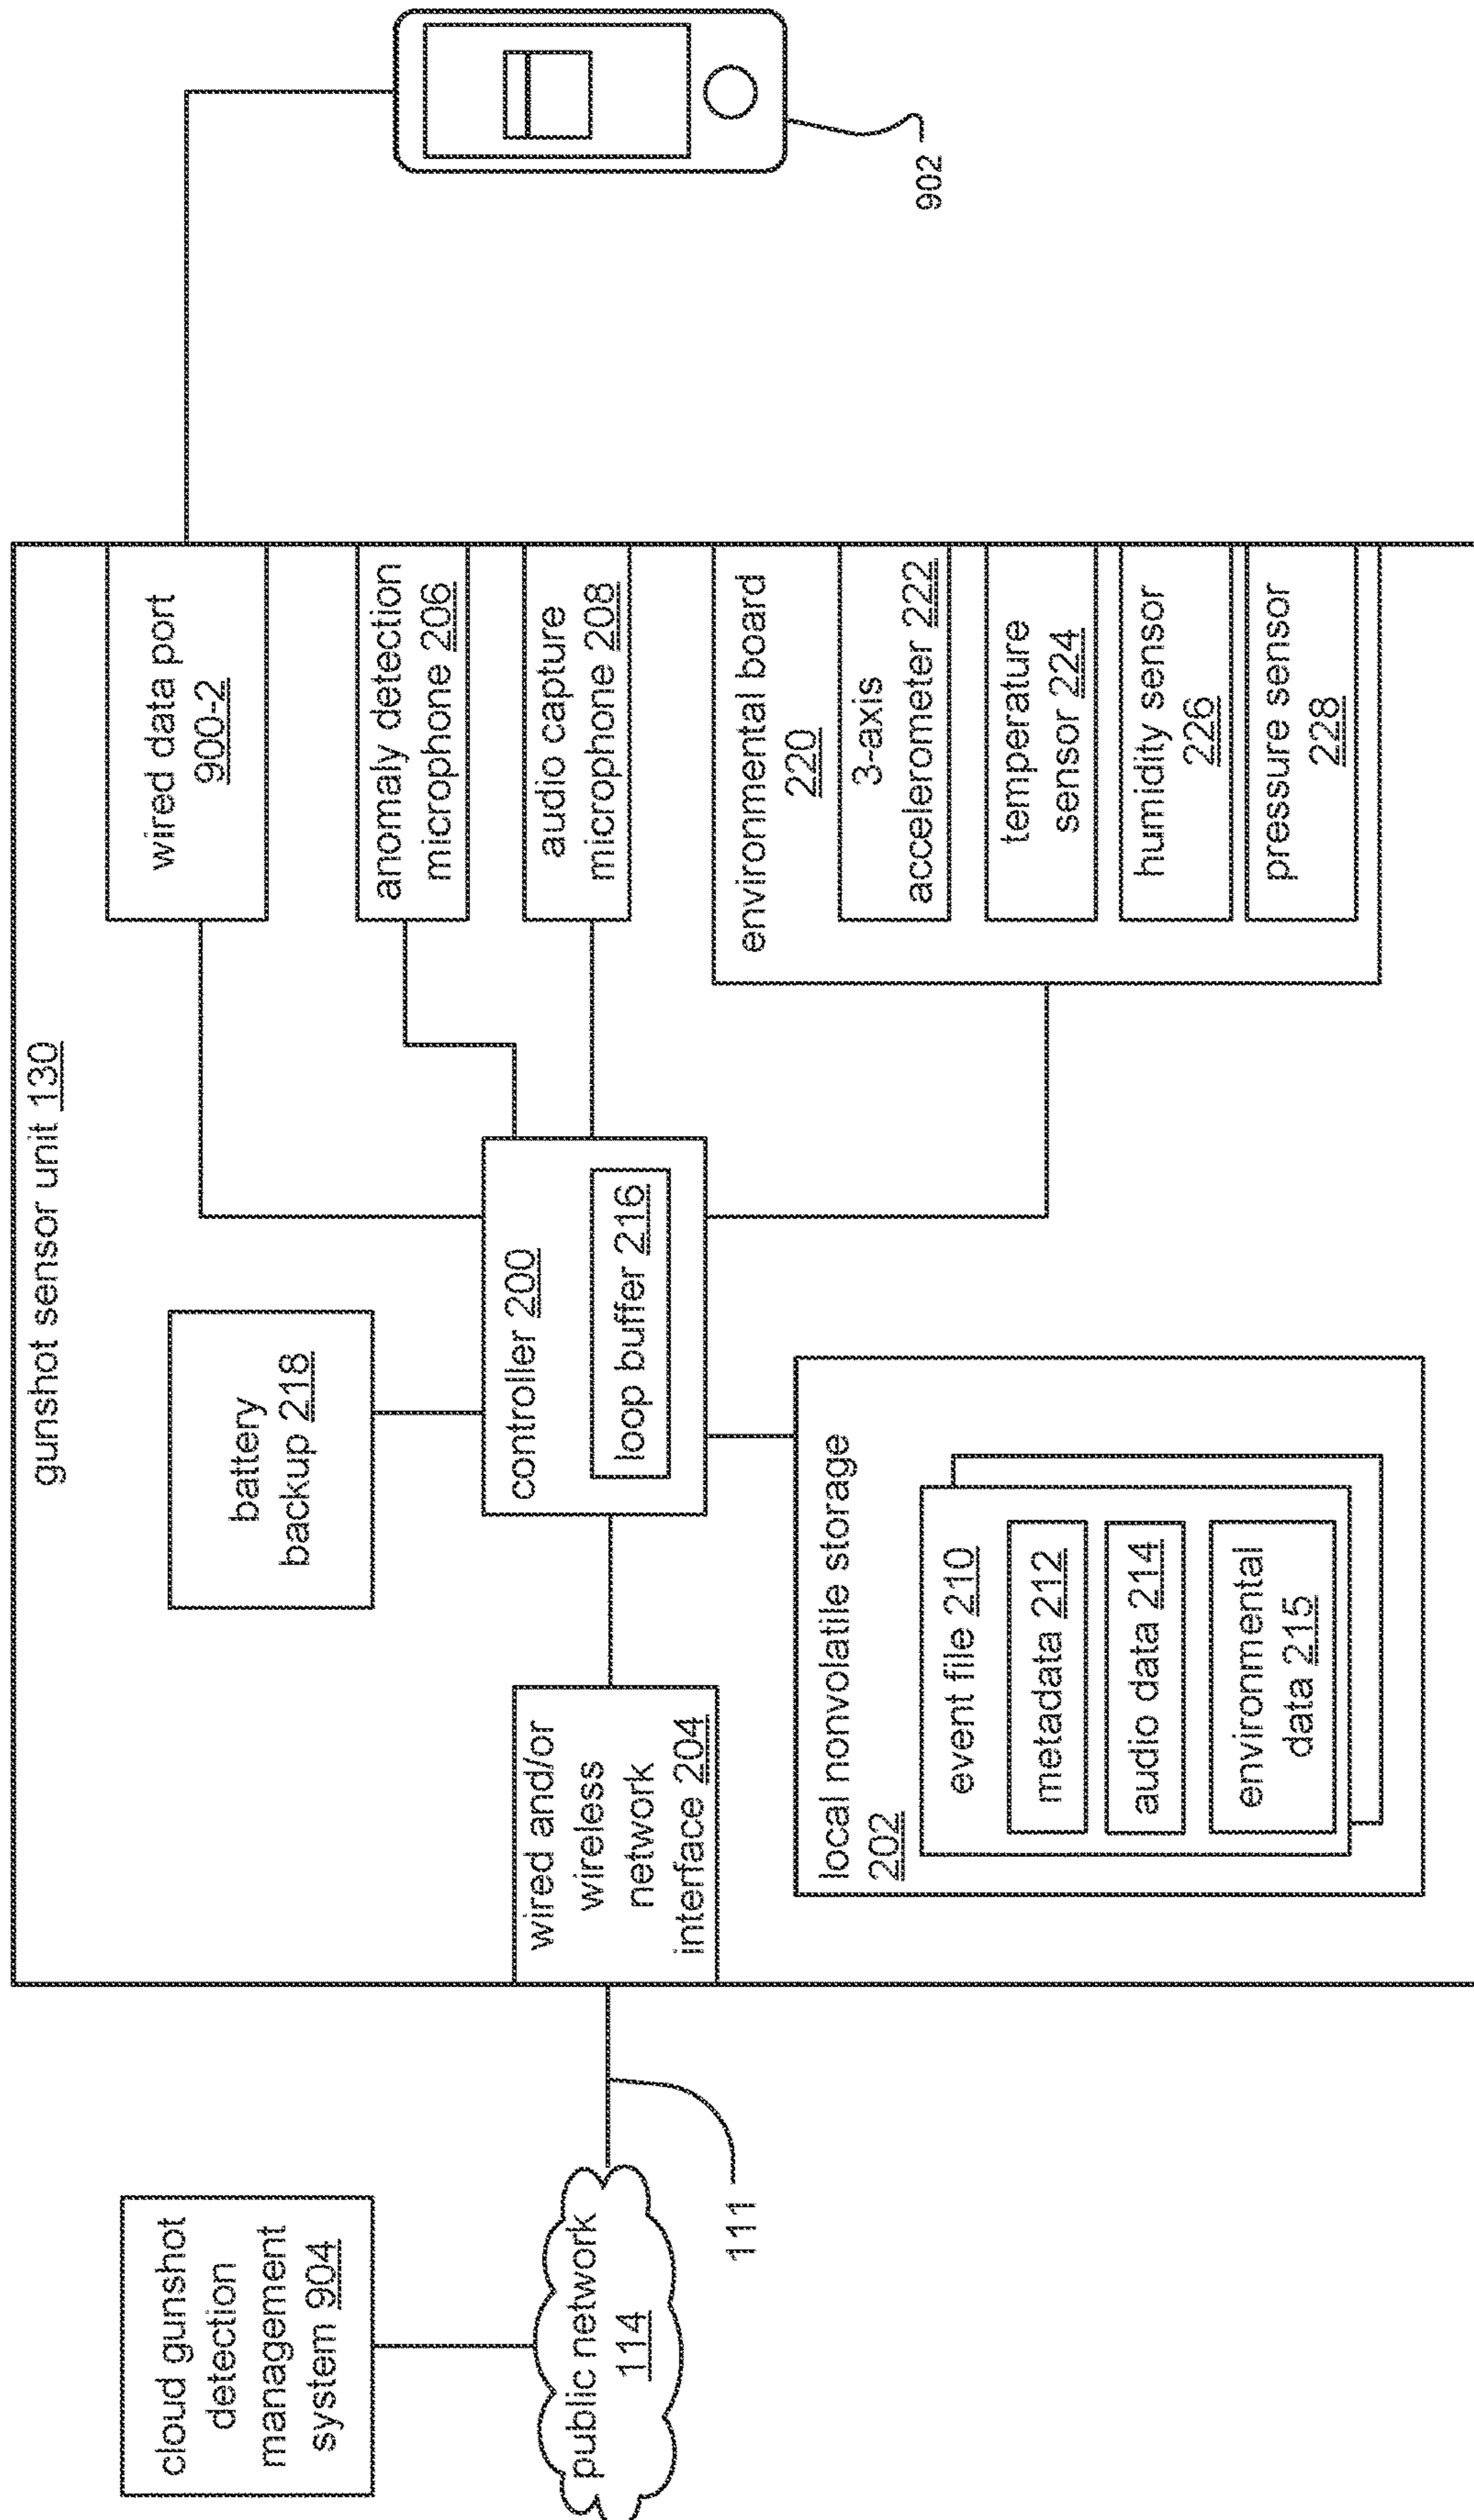 gunshot sensor unit 130
cloud gunshot
detection
management
system 904
public network
114
111
wired and/or
wireless
network
interface 204
battery
backup 218
controller 200
loop buffer 216
local nonvolatile storage
202
event file 210
metadata 212
audio data 214
environmental
data 215
wired data port
900-2
anomaly detection
microphone 206
audio capture
microphone 208
environmental board
220
3-axis
accelerometer 222
temperature
sensor 224
humidity sensor
226
pressure sensor
228
902